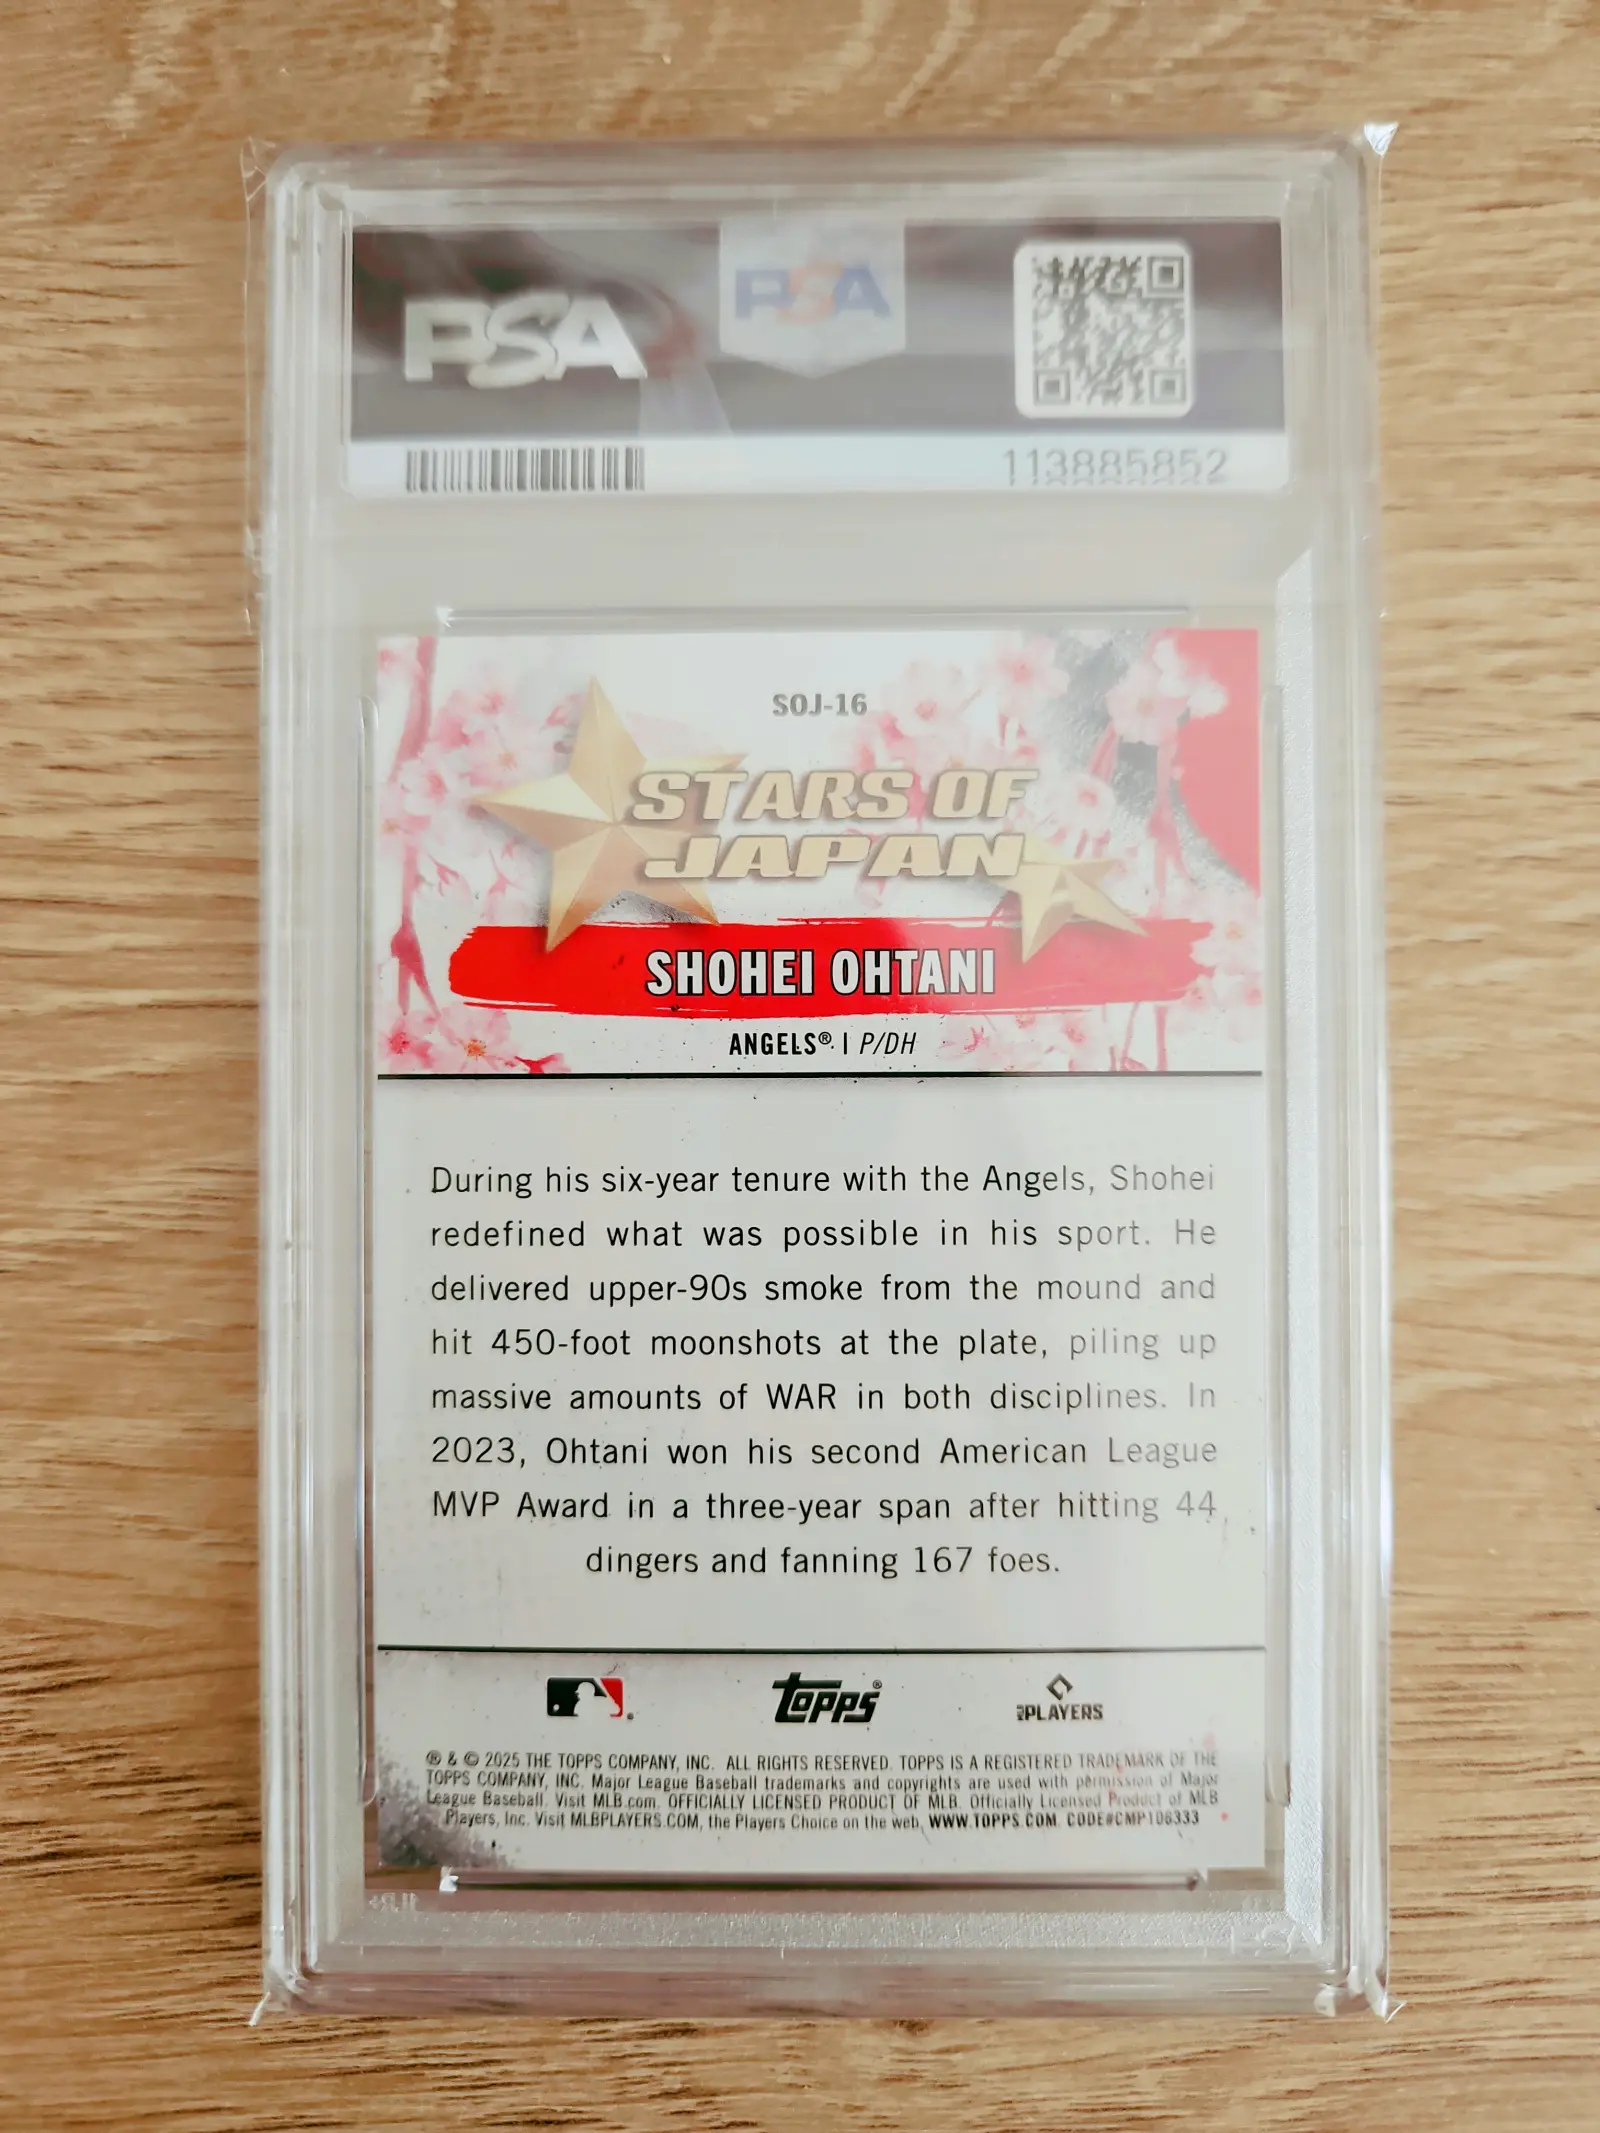 PSA
PSA
113885852
SOJ-16
STARS OF
JAPAN
SHOHEI OHTANI
ANGELS® | P/DH
During his six-year tenure with the Angels, Shohei
redefined what was possible in his sport. He
delivered upper-90s smoke from the mound and
hit 450-foot moonshots at the plate, piling up
massive amounts of WAR in both disciplines. In
2023, Ohtani won his second American League
MVP Award in a three-year span after hitting 44
dingers and fanning 167 foes.
topps®
PLAYERS
® & © 2025 THE TOPPS COMPANY, INC. ALL RIGHTS RESERVED. TOPPS IS A REGISTERED TRADEMARK OF THE
TOPPS COMPANY, INC. Major League Baseball trademarks and copyrights are used with permission of Major
League Baseball. Visit MLB.com. OFFICIALLY LICENSED PRODUCT OF MLB. Officially Licensed Product of MLB
Players, Inc. Visit MLBPLAYERS.COM, the Players Choice on the web. WWW.TOPPS.COM. CODE#CMP106333